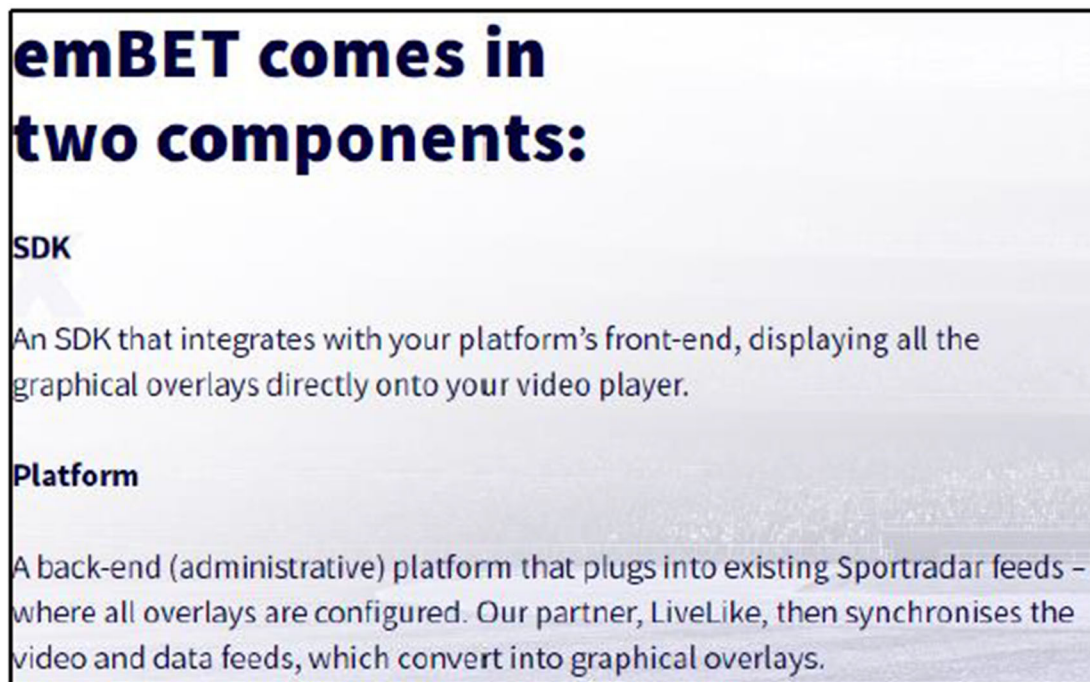 emBET comes in
two components:
SDK
An SDK that integrates with your platform’s front-end, displaying all the
graphical overlays directly onto your video player.
Platform
A back-end (administrative) platform that plugs into existing Sportradar feeds –
where all overlays are configured. Our partner, LiveLike, then synchronises the
video and data feeds, which convert into graphical overlays.